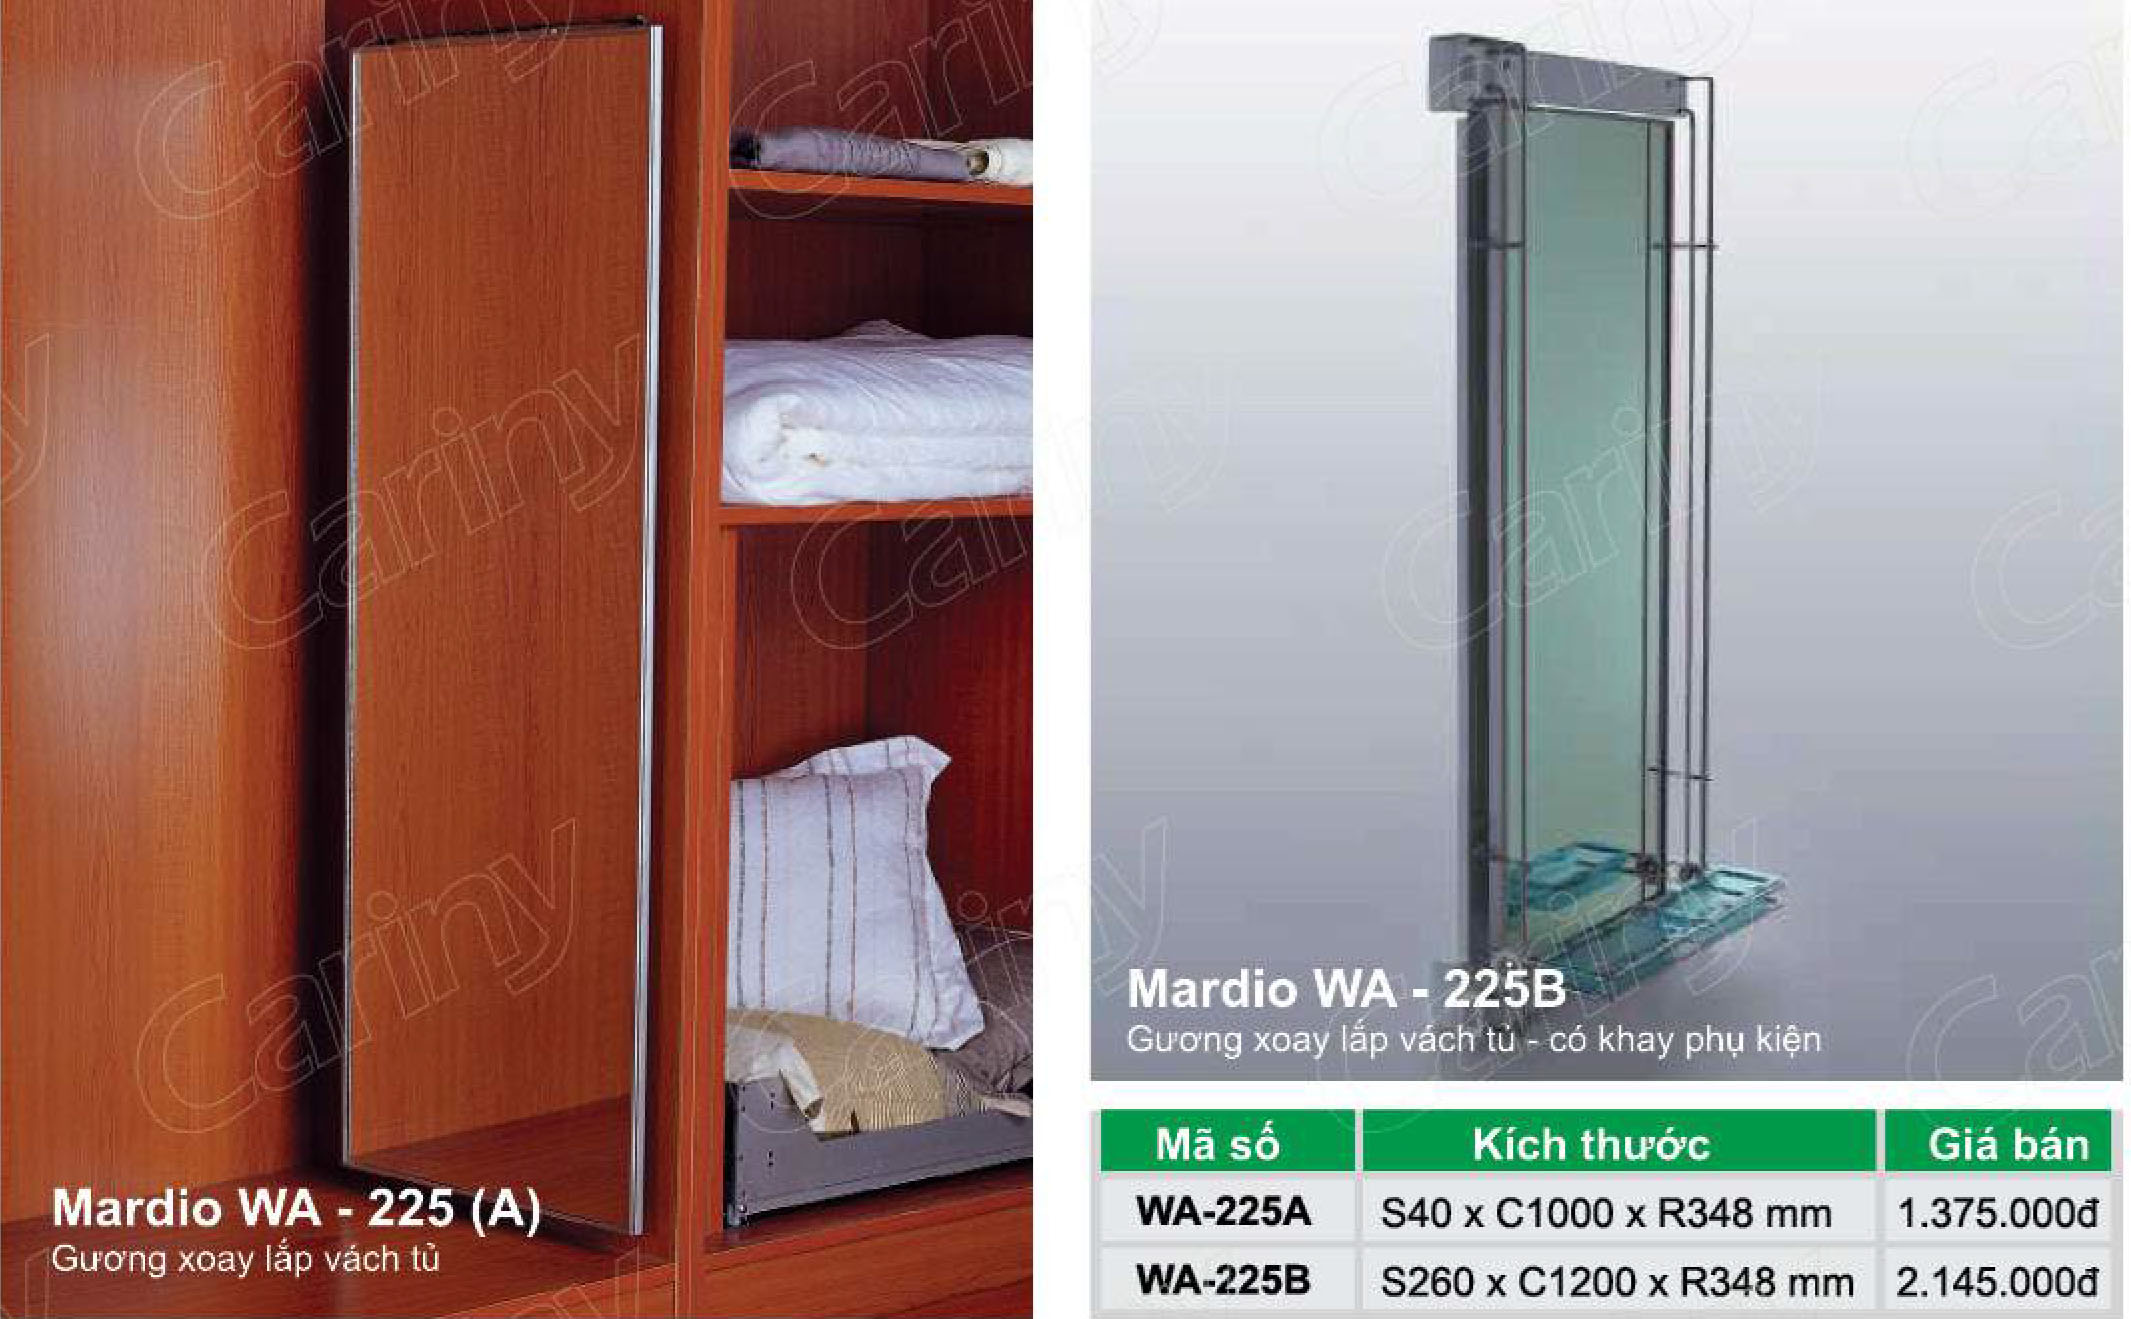 Cariny
Mardio WA - 225 (A)
Gương xoay lắp vách tủ
Mardio WA - 225B
Gương xoay lắp vách tủ - có khay phụ kiện
Mã số Kích thước Giá bán
WA-225A S40 x C1000 x R348 mm 1.375.000đ
WA-225B S260 x C1200 x R348 mm 2.145.000đ